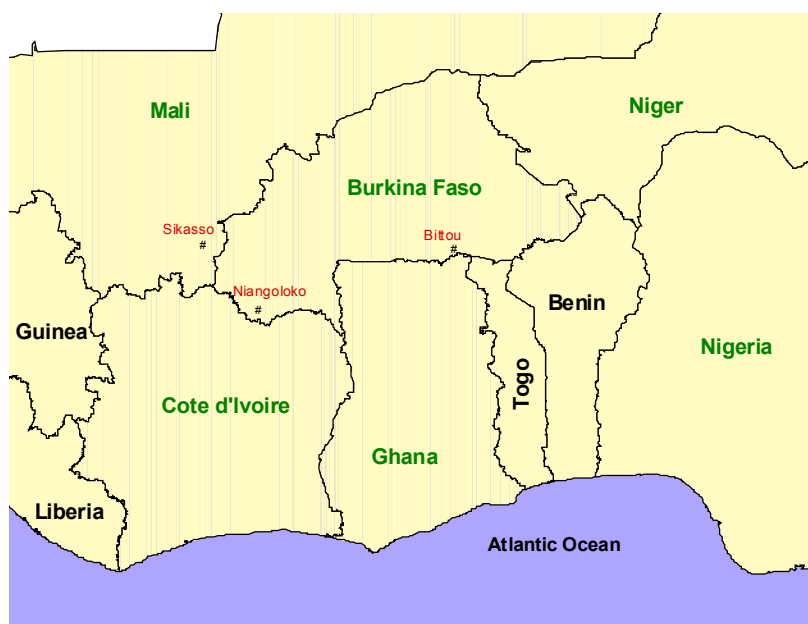 Mali
Niger
Burkina Faso
Sikasso
#
Bittou
#
Niangoloko
#
Benin
Guinea
Nigeria
Togo
Cote d'Ivoire
Ghana
Liberia
Atlantic Ocean